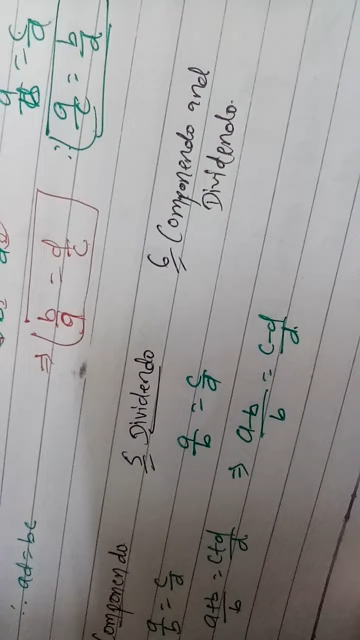 a/b = c/d
∴ a/c = b/d
∴ ad=bc
⇒ b/a = d/c
Componendo
a/b = c/d
a+b/b = c+d/d
5 Dividendo
a/b = c/d
⇒ a-b/b = c-d/d
6 Componendo and
Dividendo.